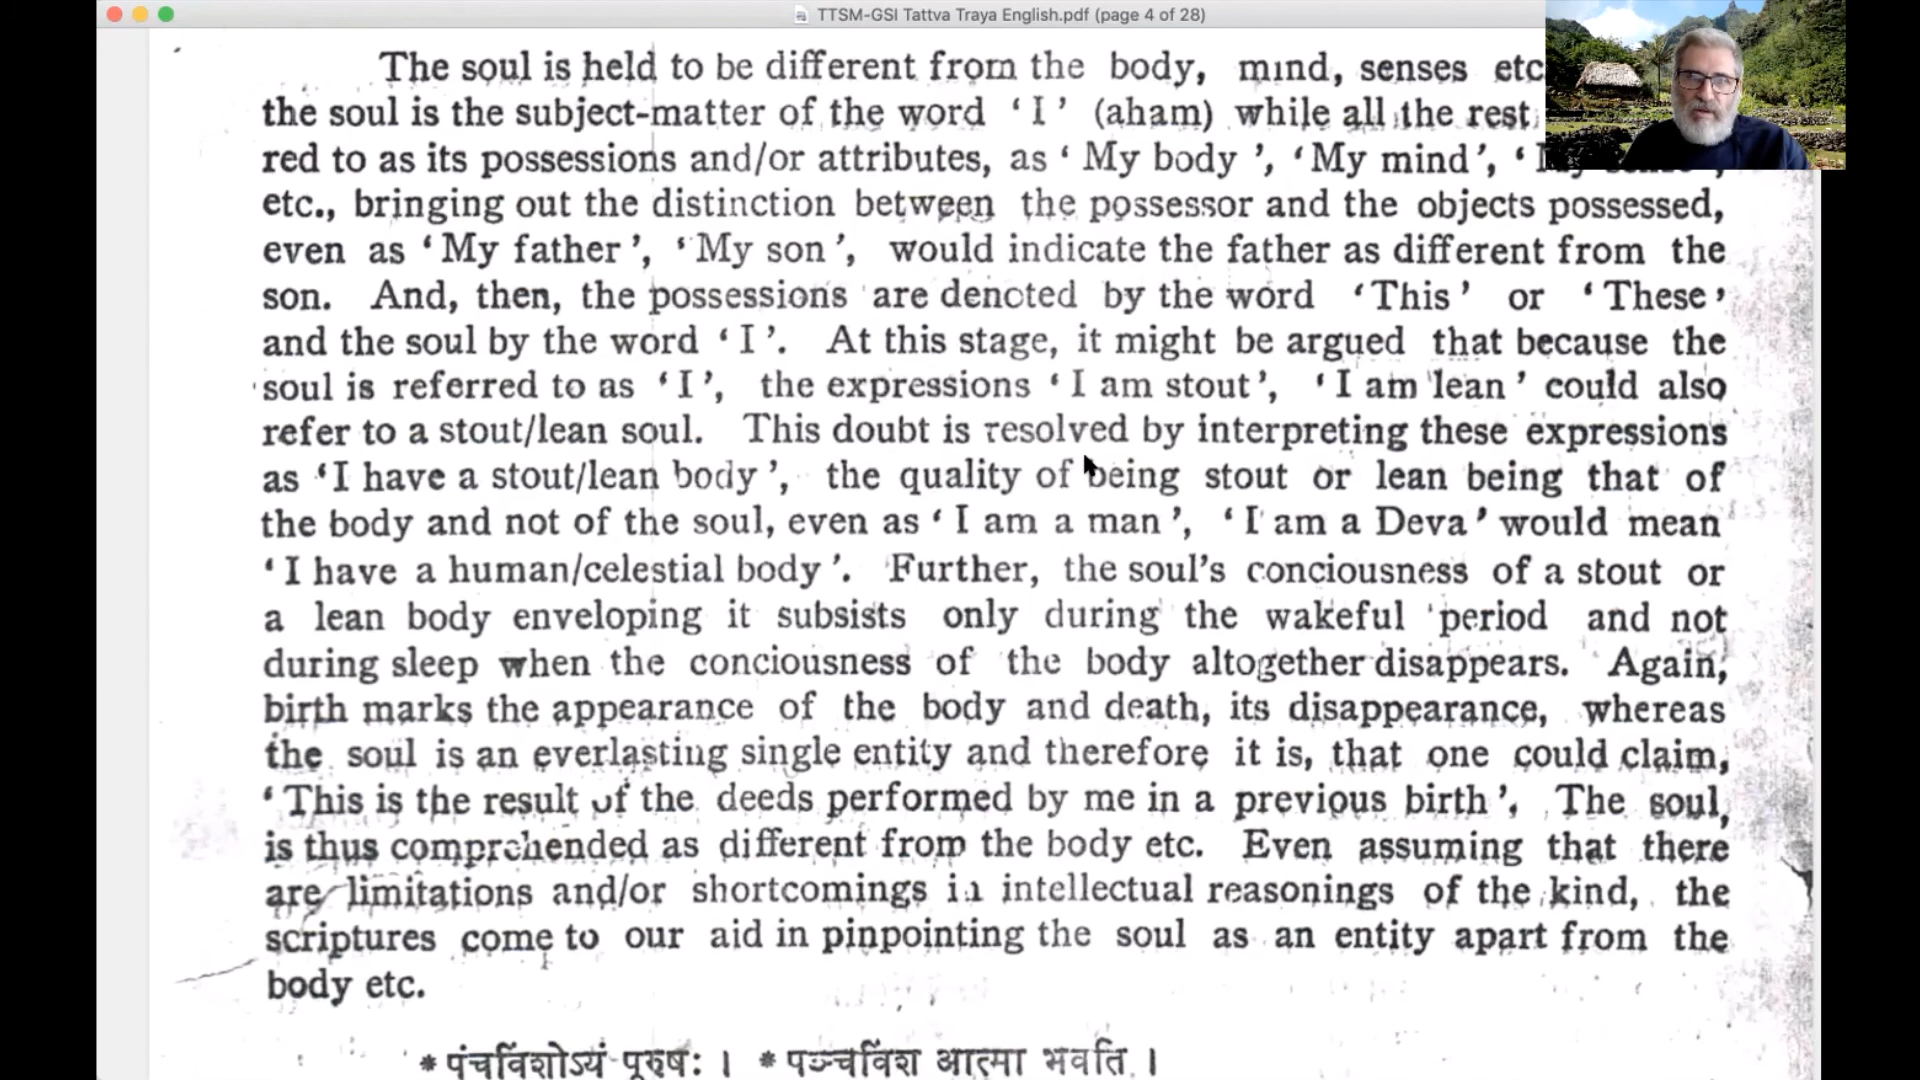 TTSM-GSI Tattva Traya English.pdf (page 4 of 28)
The soul is held to be different from the body, mind, senses etc
the soul is the subject-matter of the word ‘ I ’ (aham) while all the rest
red to as its possessions and/or attributes, as ‘ My body ’, ‘My mind’,
etc., bringing out the distinction between the possessor and the objects possessed,
even as ‘ My father ’, ‘ My son ’, would indicate the father as different from the
son. And, then, the possessions are denoted by the word ‘This’ or ‘These’
and the soul by the word ‘ I ’. At this stage, it might be argued that because the
soul is referred to as ‘I’, the expressions ‘ I am stout’, ‘I am lean ’ could also
refer to a stout/lean soul. This doubt is resolved by interpreting these expressions
as ‘I have a stout/lean body ’, the quality of being stout or lean being that of
the body and not of the soul, even as ‘ I am a man ’, ‘I am a Deva ’ would mean
‘ I have a human/celestial body ’. Further, the soul's conciousness of a stout or
a lean body enveloping it subsists only during the wakeful period and not
during sleep when the conciousness of the body altogether disappears. Again,
birth marks the appearance of the body and death, its disappearance, whereas
the soul is an everlasting single entity and therefore it is, that one could claim,
‘ This is the result of the deeds performed by me in a previous birth ’. The soul,
is thus comprehended as different from the body etc. Even assuming that there
are limitations and/or shortcomings in intellectual reasonings of the kind, the
scriptures come to our aid in pinpointing the soul as an entity apart from the
body etc.
* पंचविंशोऽयं पुरुषः । * पञ्चविंश आत्मा भवति ।